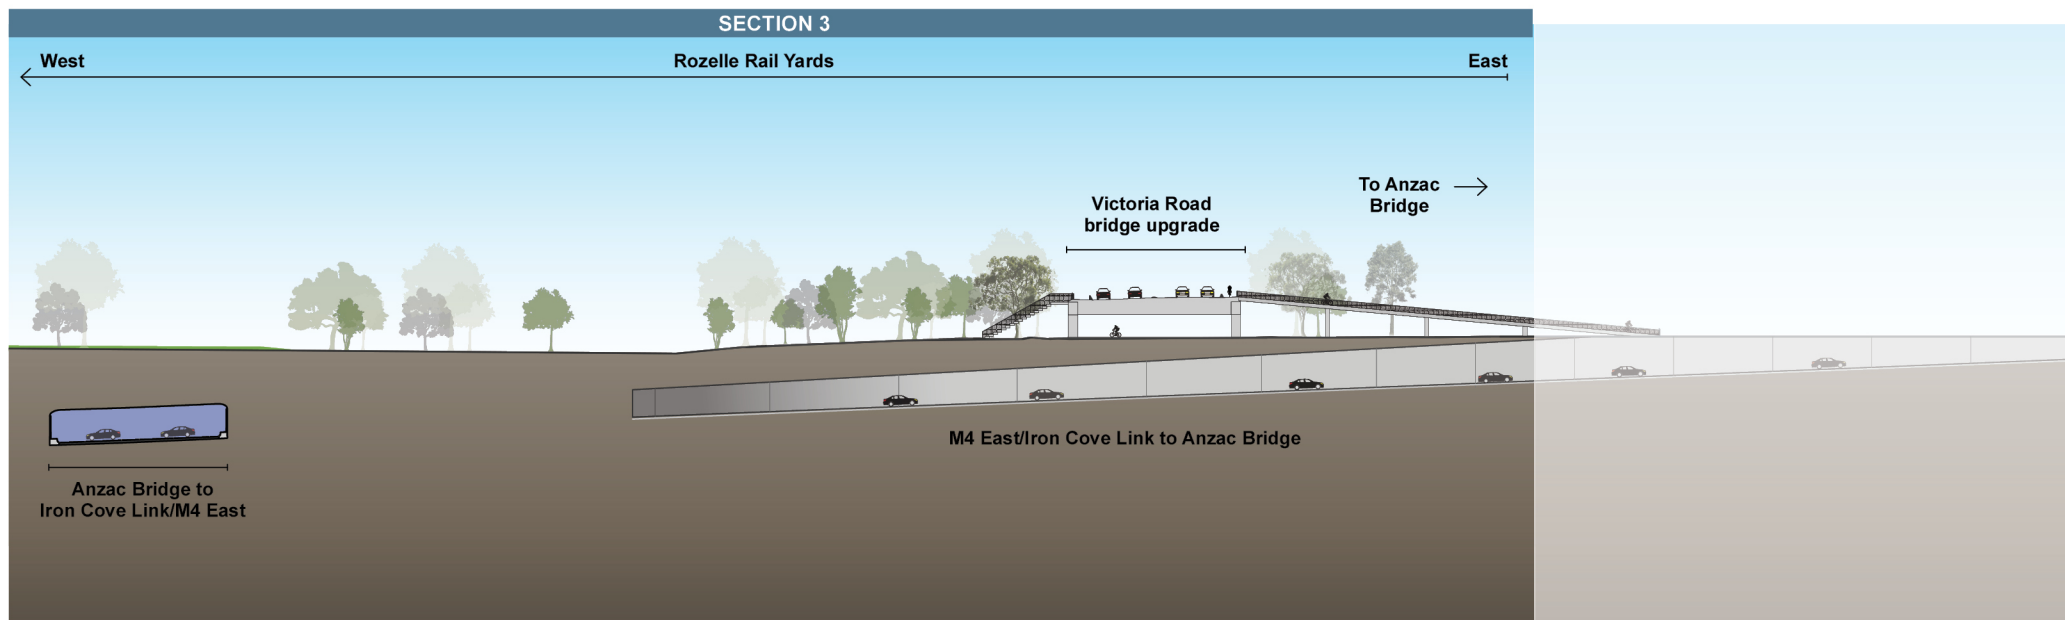 SECTION 3
West
Rozelle Rail Yards
East
To Anzac
Bridge
Victoria Road
bridge upgrade
M4 East/Iron Cove Link to Anzac Bridge
Anzac Bridge to
Iron Cove Link/M4 East